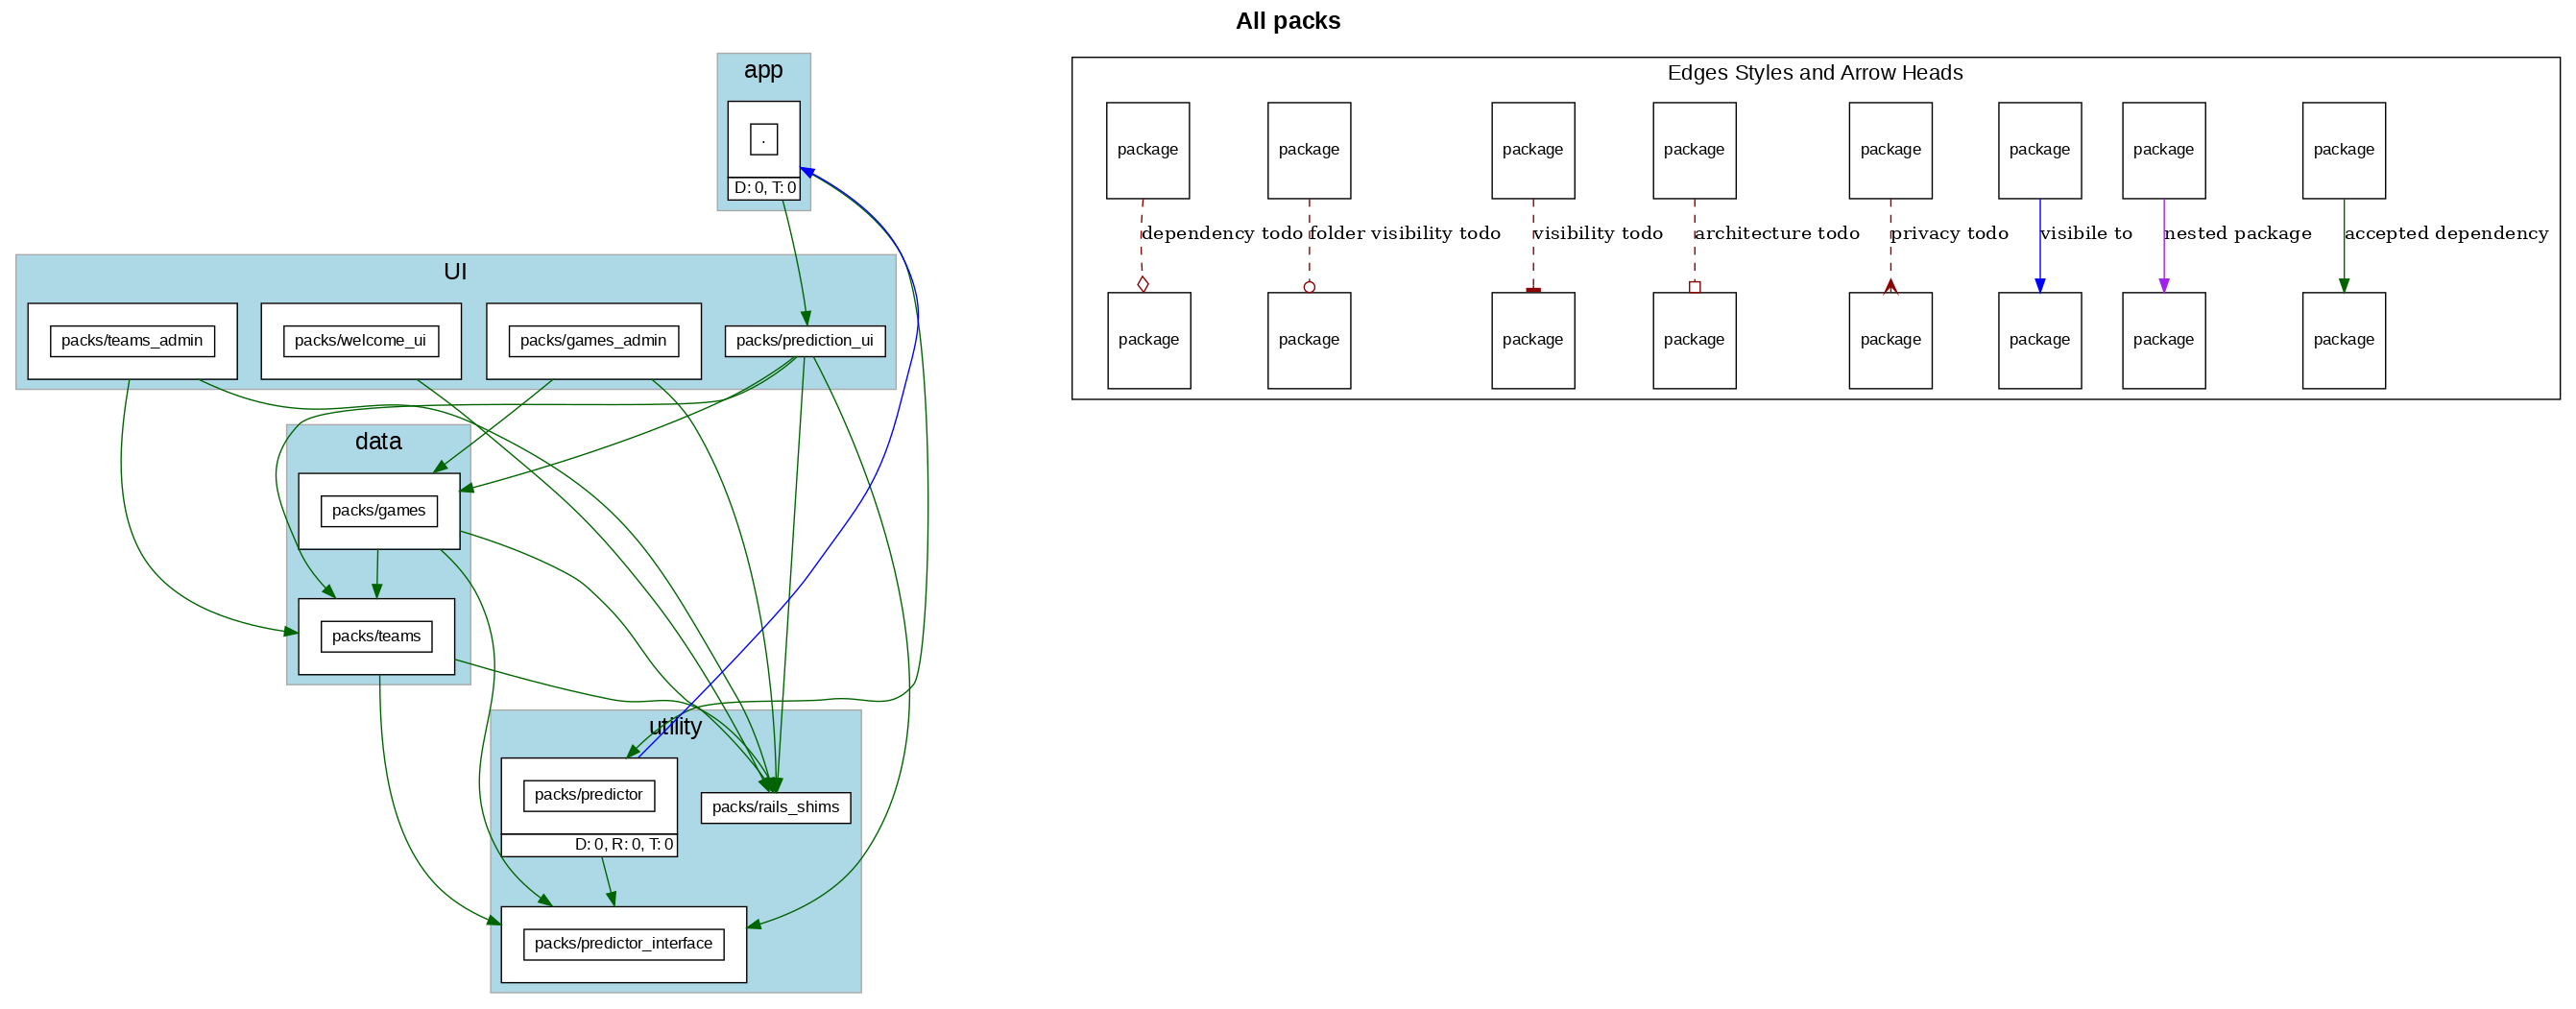 All packs
app
.
D: 0, T: 0
UI
packs/teams_admin
packs/welcome_ui
packs/games_admin
packs/prediction_ui
data
packs/games
packs/teams
utility
packs/predictor
D: 0, R: 0, T: 0
packs/rails_shims
packs/predictor_interface
Edges Styles and Arrow Heads
package
package
package
package
package
package
package
package
dependency todo
folder visibility todo
visibility todo
architecture todo
privacy todo
visibile to
nested package
accepted dependency
package
package
package
package
package
package
package
package